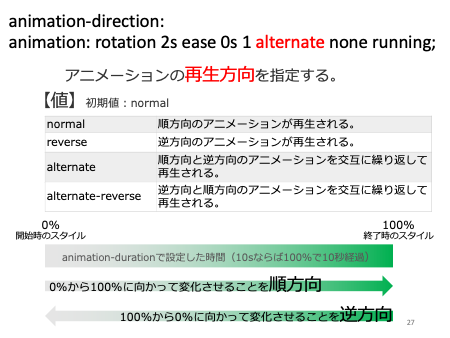 animation-direction:
animation: rotation 2s ease 0s 1 alternate none running;
アニメーションの再生方向を指定する。
【値】初期値：normal
normal 順方向のアニメーションが再生される。
reverse 逆方向のアニメーションが再生される。
alternate 順方向と逆方向のアニメーションを交互に繰り返して
再生される。
alternate-reverse 逆方向と順方向のアニメーションを交互に繰り返して
再生される。
0% 100%
開始時のスタイル 終了時のスタイル
animation-durationで設定した時間（10sならば100%で10秒経過）
0%から100%に向かって変化させることを順方向
100%から0%に向かって変化させることを逆方向
27